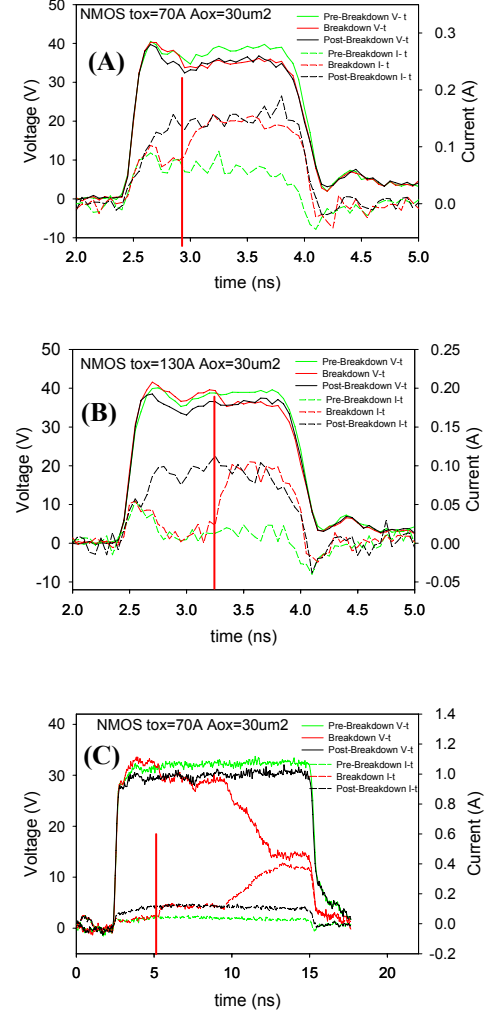 NMOS tox=70A Aox=30um2
(A)
Pre-Breakdown V- t
Breakdown V-t
Post-Breakdown V-t
Pre-Breakdown I- t
Breakdown I- t
Post-Breakdown I- t
Voltage (V)
50
40
30
20
10
0
-10
Current (A)
0.3
0.2
0.1
0.0
2.0 2.5 3.0 3.5 4.0 4.5 5.0
time (ns)
NMOS tox=130A Aox=30um2
(B)
Pre-Breakdown V-t
Breakdown V-t
Post-Breakdown V-t
Pre-Breakdown I-t
Breakdown I-t
Post-Breakdown I-t
Voltage (V)
50
40
30
20
10
0
-10
Current (A)
0.25
0.20
0.15
0.10
0.05
0.00
-0.05
2.0 2.5 3.0 3.5 4.0 4.5 5.0
time (ns)
NMOS tox=70A Aox=30um2
(C)
Pre-Breakdown V-t
Breakdown V-t
Post-Breakdown V-t
Pre-Breakdown I-t
Breakdown I-t
Post-Breakdown I-t
Voltage (V)
40
30
20
10
0
Current (A)
1.4
1.2
1.0
0.8
0.6
0.4
0.2
0.0
-0.2
0 5 10 15 20
time (ns)